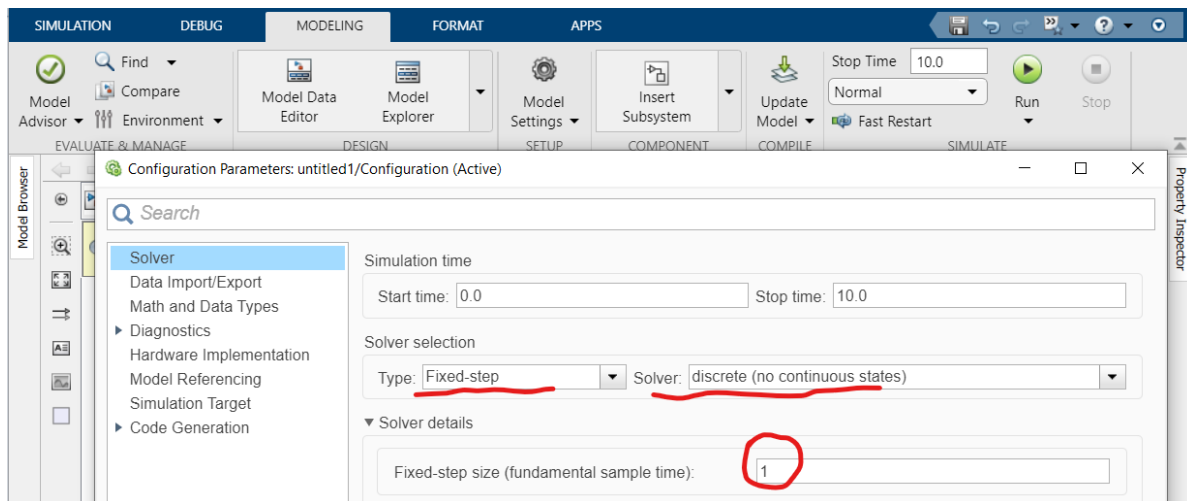 SIMULATION DEBUG MODELING FORMAT APPS
Find
Compare
Environment
Model Advisor
Model Data Editor
Model Explorer
Model Settings
Insert Subsystem
Update Model
Stop Time 10.0
Normal
Fast Restart
Run
Stop
EVALUATE & MANAGE DESIGN SETUP COMPONENT COMPILE SIMULATE
Model Browser
Property Inspector
Configuration Parameters: untitled1/Configuration (Active)
Search
Solver
Data Import/Export
Math and Data Types
Diagnostics
Hardware Implementation
Model Referencing
Simulation Target
Code Generation
Simulation time
Start time: 0.0 Stop time: 10.0
Solver selection
Type: Fixed-step Solver: discrete (no continuous states)
Solver details
Fixed-step size (fundamental sample time): 1